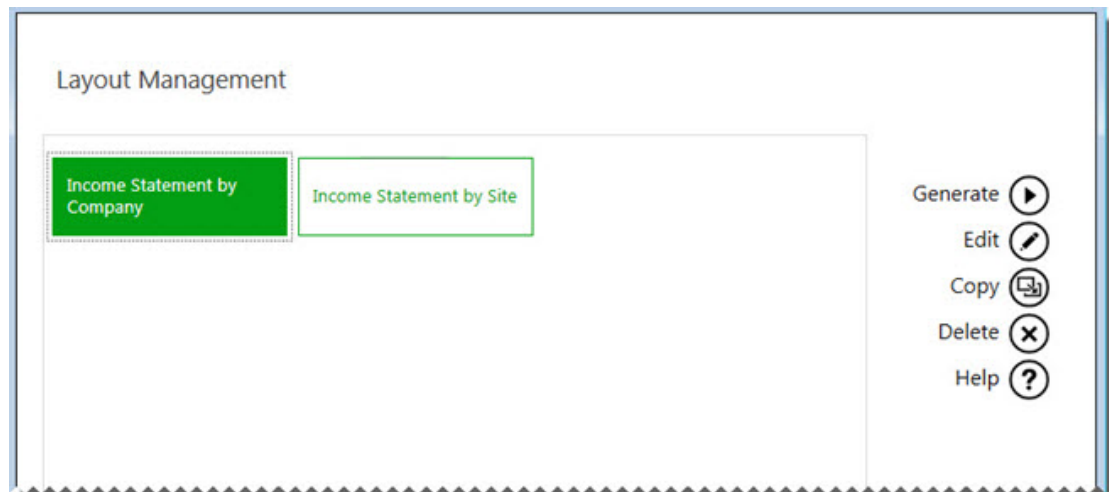 Layout Management
Income Statement by
Company
Income Statement by Site
Generate
Edit
Copy
Delete
Help
?